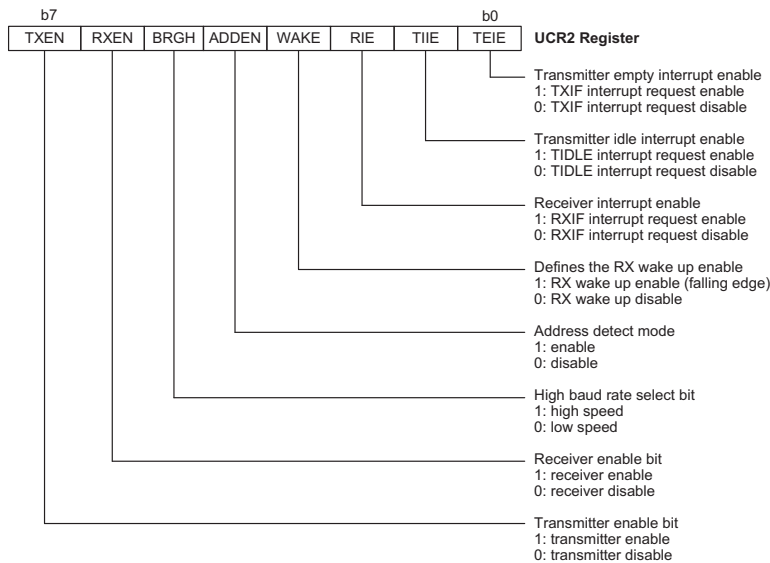 b7 b0
TXEN RXEN BRGH ADDEN WAKE RIE TIIE TEIE UCR2 Register
Transmitter empty interrupt enable
1: TXIF interrupt request enable
0: TXIF interrupt request disable
Transmitter idle interrupt enable
1: TIDLE interrupt request enable
0: TIDLE interrupt request disable
Receiver interrupt enable
1: RXIF interrupt request enable
0: RXIF interrupt request disable
Defines the RX wake up enable
1: RX wake up enable (falling edge)
0: RX wake up disable
Address detect mode
1: enable
0: disable
High baud rate select bit
1: high speed
0: low speed
Receiver enable bit
1: receiver enable
0: receiver disable
Transmitter enable bit
1: transmitter enable
0: transmitter disable